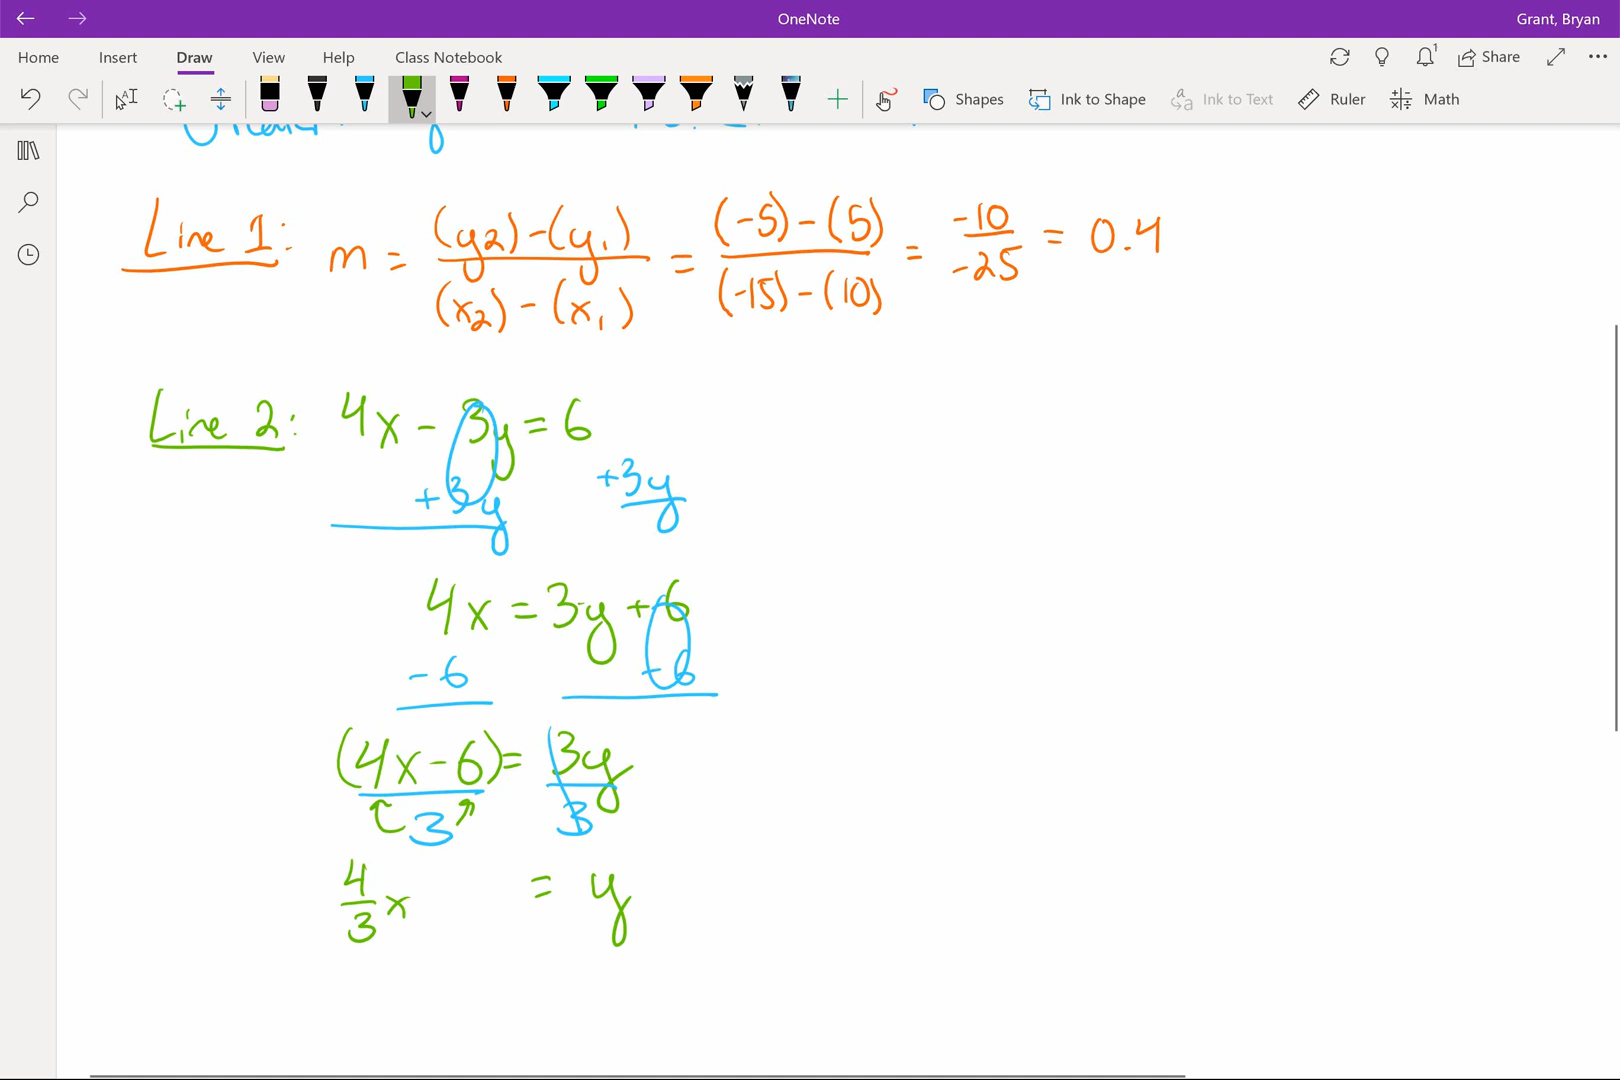 OneNote
Grant, Bryan
Home Insert Draw View Help Class Notebook
1 Share
Shapes Ink to Shape Ink to Text Ruler Math
Line 1: m = (y2)-(y1) / (x2)-(x1) = (-5)-(5) / (-15)-(10) = -10 / -25 = 0.4
Line 2: 4x - 3y = 6
+3y +3y
4x = 3y + 6
-6 -6
(4x-6) = 3y
3 3
4/3 x = y